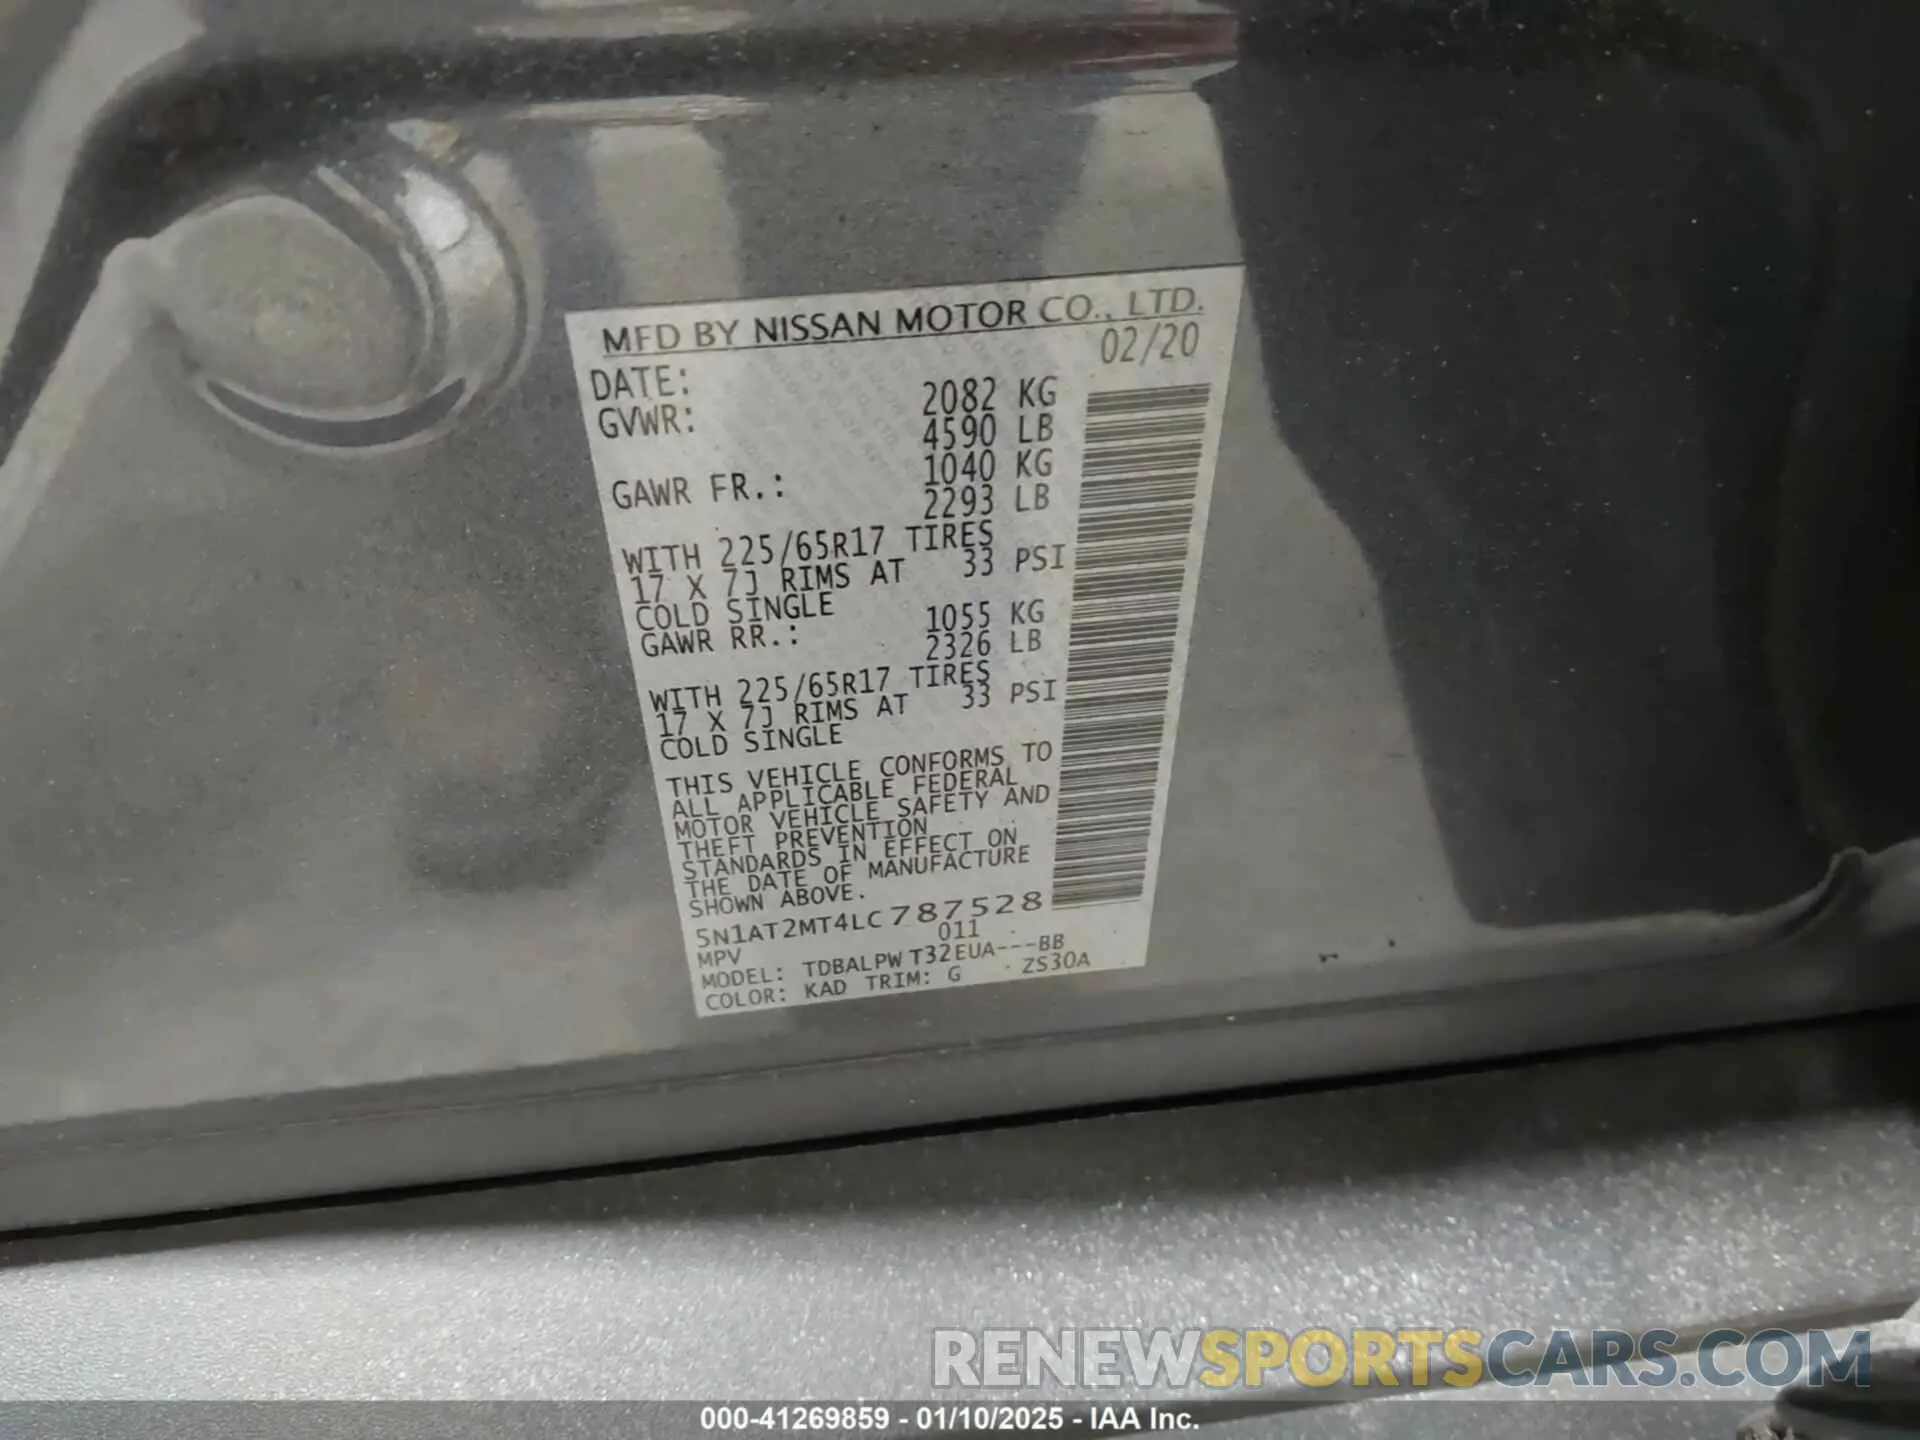 MFD BY NISSAN MOTOR CO., LTD.
DATE: 02/20
GVWR: 2082 KG
4590 LB
GAWR FR.: 1040 KG
2293 LB
WITH 225/65R17 TIRES
17 X 7J RIMS AT 33 PSI
COLD SINGLE
GAWR RR.: 1055 KG
2326 LB
WITH 225/65R17 TIRES
17 X 7J RIMS AT 33 PSI
COLD SINGLE
THIS VEHICLE CONFORMS TO
ALL APPLICABLE FEDERAL
MOTOR VEHICLE SAFETY AND
THEFT PREVENTION
STANDARDS IN EFFECT ON
THE DATE OF MANUFACTURE
SHOWN ABOVE.
5N1AT2MT4LC787528
MPV 011
MODEL: TDBALPW T32EUA---BB
COLOR: KAD TRIM: G ZS30A
RENEWSPORTSCARS.COM
000-41269859 - 01/10/2025 - IAA Inc.